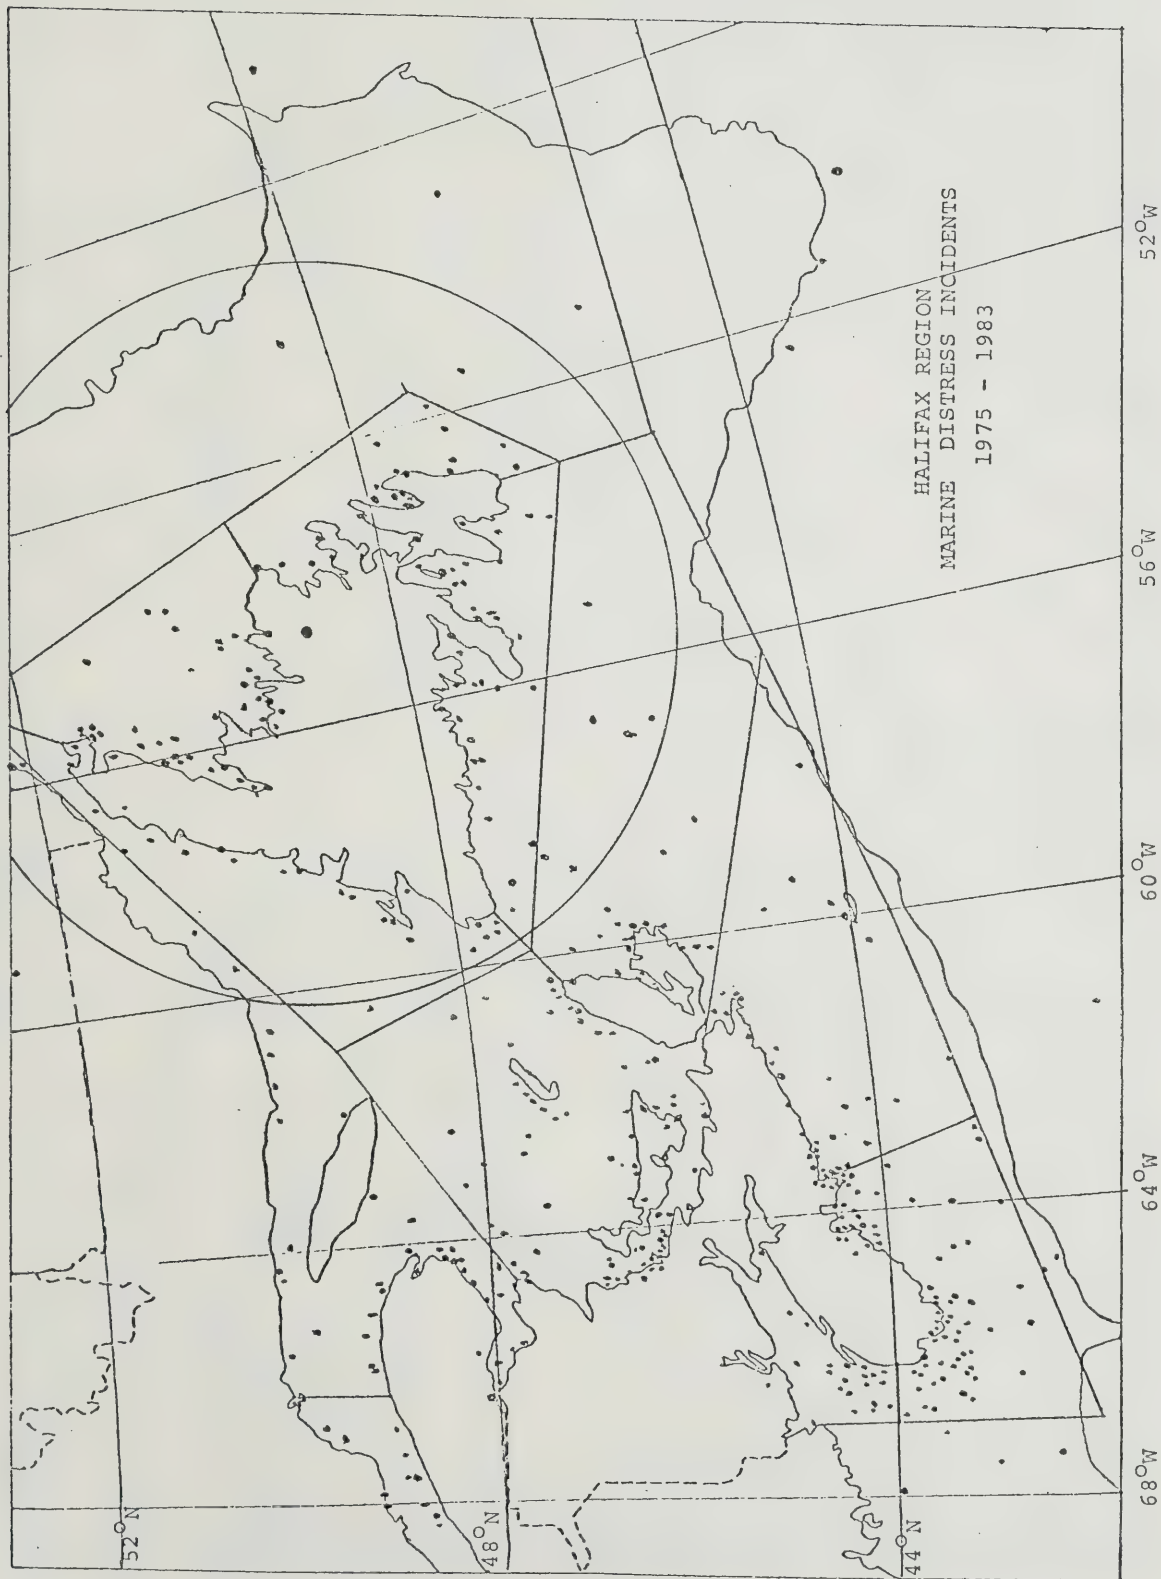 HALIFAX REGION
MARINE DISTRESS INCIDENTS
1975 - 1983
52°N
48°N
44°N
68°W
64°W
60°W
56°W
52°W